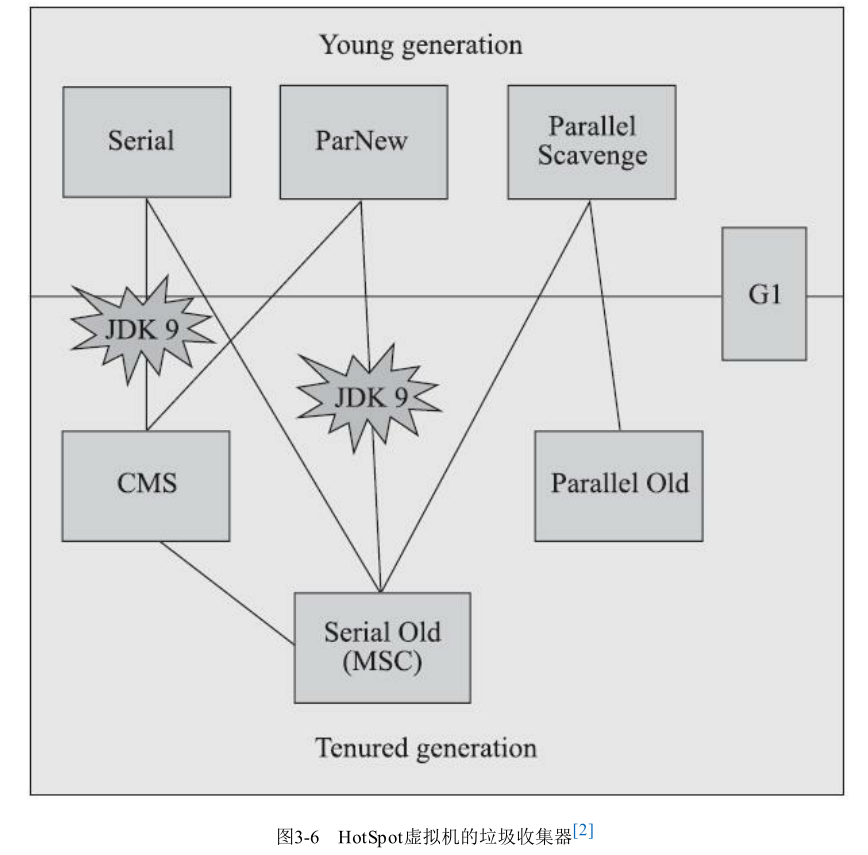 Young generation
Serial
ParNew
Parallel
Scavenge
G1
JDK 9
JDK 9
CMS
Parallel Old
Serial Old
(MSC)
Tenured generation
图3-6 HotSpot虚拟机的垃圾收集器[2]